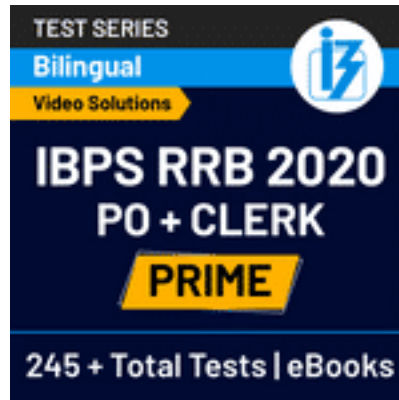 TEST SERIES
Bilingual
Video Solutions
IBPS RRB 2020
PO + CLERK
PRIME
245 + Total Tests | eBooks